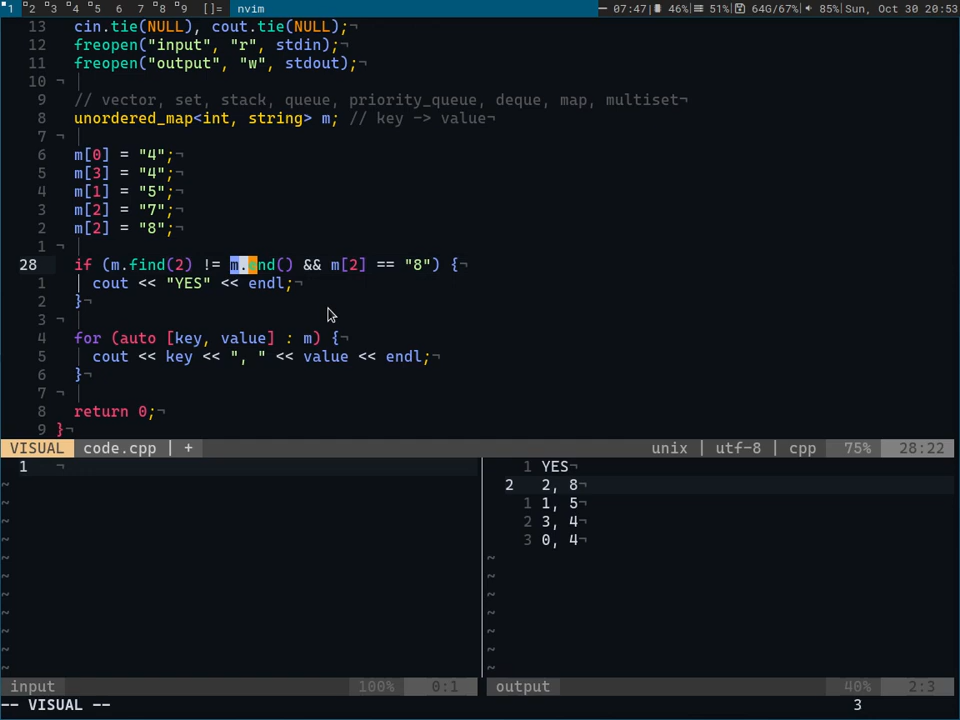 1 2 3 4 5 6 7 8 9 []= nvim 07:47 46% 51% 64G/67% 85% Sun, Oct 30 20:53
13 cin.tie(NULL), cout.tie(NULL);¬
12 freopen("input", "r", stdin);¬
11 freopen("output", "w", stdout);¬
10 ¬
9 // vector, set, stack, queue, priority_queue, deque, map, multiset¬
8 unordered_map<int, string> m; // key -> value¬
7 ¬
6 m[0] = "4";¬
5 m[3] = "4";¬
4 m[1] = "5";¬
3 m[2] = "7";¬
2 m[2] = "8";¬
1 ¬
28 if (m.find(2) != m.end() && m[2] == "8") {¬
1 cout << "YES" << endl;¬
2 }¬
3 ¬
4 for (auto [key, value] : m) {¬
5 cout << key << ", " << value << endl;¬
6 }¬
7 ¬
8 return 0;¬
9 }¬
VISUAL code.cpp | + unix | utf-8 | cpp 75% 28:22
1 ¬
~
~
~
~
~
~
~
~
~
~
~
input 100% 0:1
1 YES¬
2 2, 8¬
1 1, 5¬
2 3, 4¬
3 0, 4¬
~
~
~
~
~
~
~
output 40% 2:3
-- VISUAL -- 3